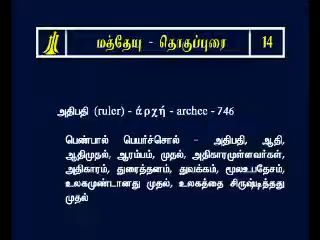 மத்தேயு - தொகுப்புரை 14
அதிபதி (ruler) - ἀρχή - archee - 746
பெண்பால் பெயர்ச்சொல் - அதிபதி, ஆதி,
ஆதிமுதல், ஆரம்பம், முதல், அதிகாரமுள்ளவர்கள்,
அதிகாரம், துரைத்தனம், துவக்கம், மூலஉபதேசம்,
உலகமுண்டானது முதல், உலகத்தை சிருஷ்டித்தது
முதல்